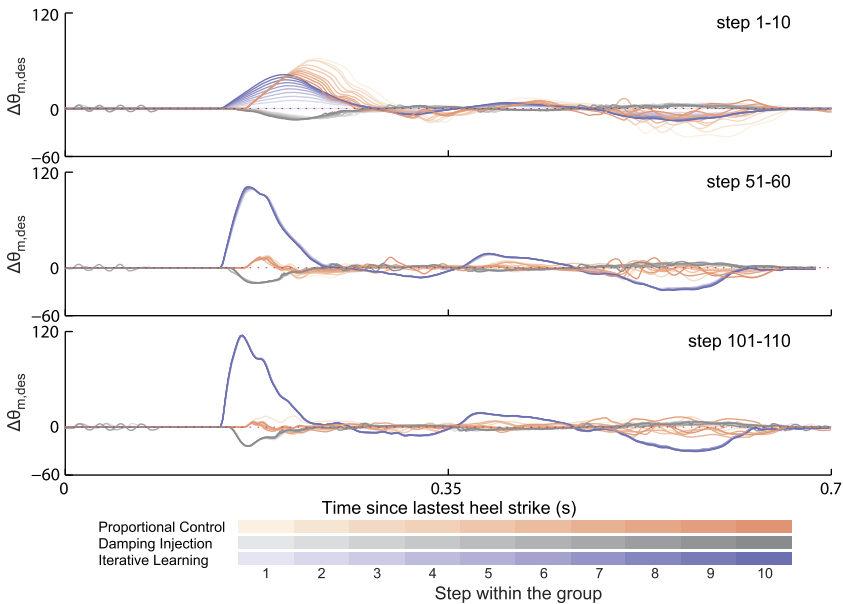 120
step 1-10
Δθm,des
0
−60
120
step 51-60
Δθm,des
0
−60
120
step 101-110
Δθm,des
0
−60
0 0.35 0.7
Time since lastest heel strike (s)
Proportional Control
Damping Injection
Iterative Learning
1 2 3 4 5 6 7 8 9 10
Step within the group